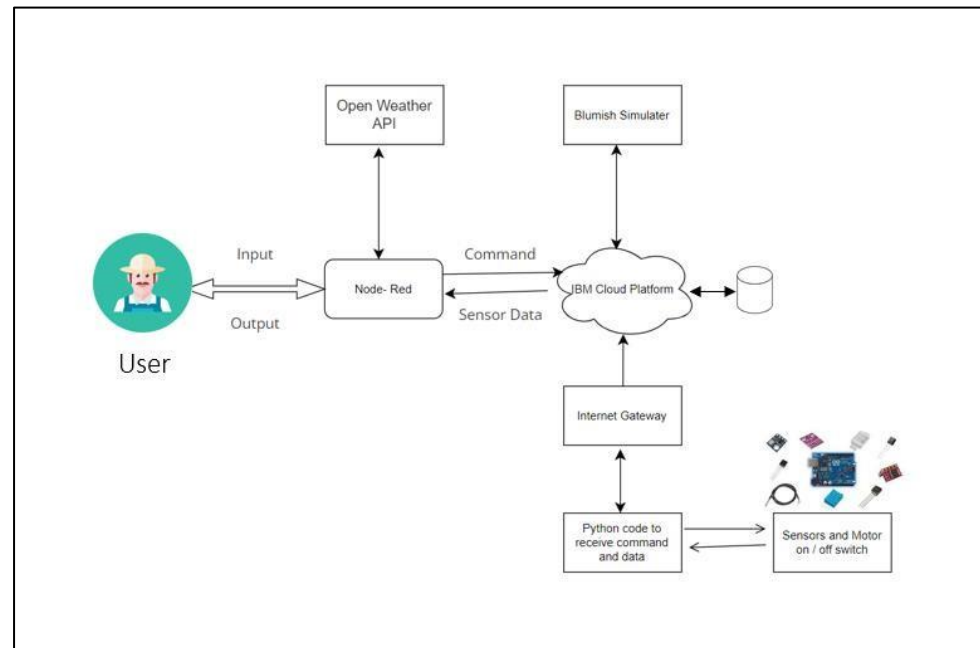 Open Weather
API
Blumish Simulater
Input
Command
Node- Red
IBM Cloud Platform
Output
Sensor Data
User
Internet Gateway
Python code to
receive command
and data
Sensors and Motor
on / off switch